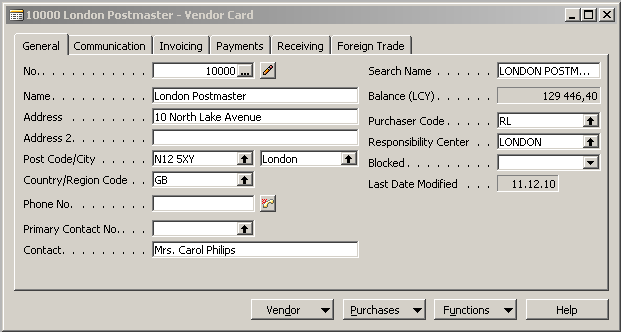 10000 London Postmaster - Vendor Card
General Communication Invoicing Payments Receiving Foreign Trade
No. . . . . . . . . . . . 10000 ...
Name . . . . . . . . . . London Postmaster
Address . . . . . . . . 10 North Lake Avenue
Address 2. . . . . . . .
Post Code/City . . . . . N12 5XY London
Country/Region Code . . GB
Phone No. . . . . . . . .
Primary Contact No. . . .
Contact. . . . . . . . . Mrs. Carol Philips
Search Name . . . . . . LONDON POSTM...
Balance (LCY) . . . . . . 129 446,40
Purchaser Code . . . . . RL
Responsibility Center . . LONDON
Blocked . . . . . . . . .
Last Date Modified . . . 11.12.10
Vendor Purchases Functions Help